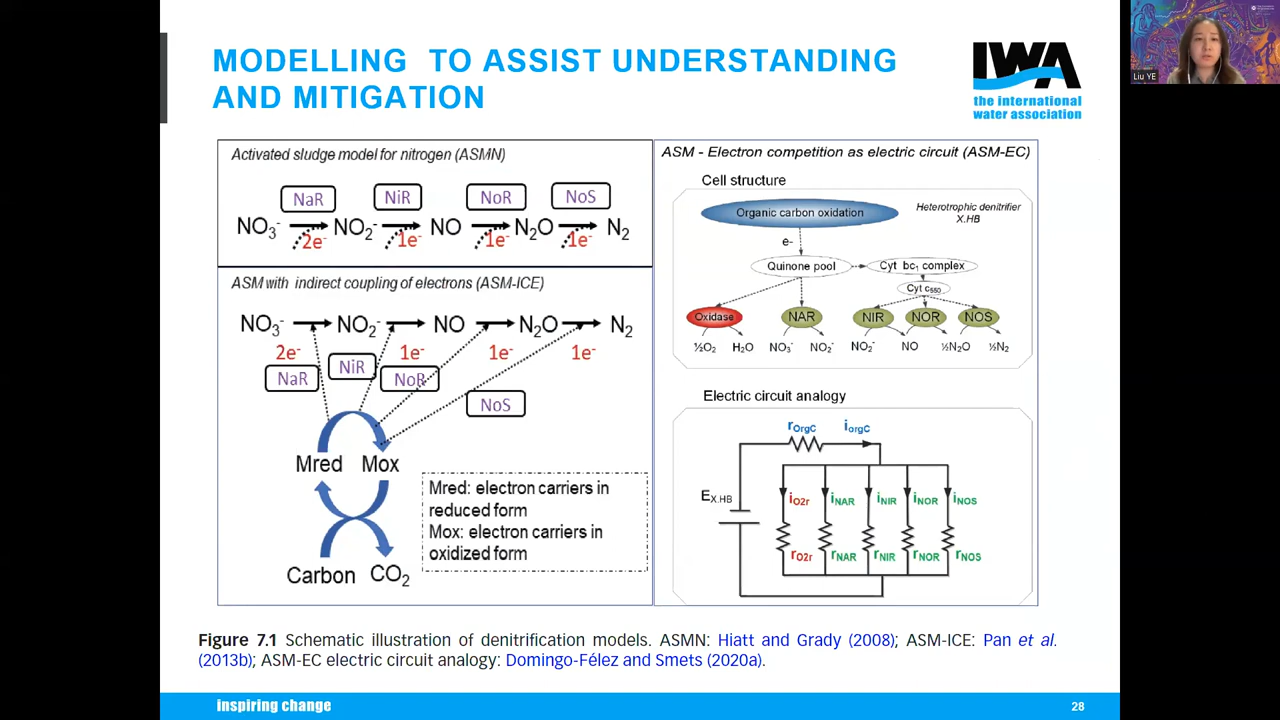 MODELLING TO ASSIST UNDERSTANDING
AND MITIGATION
IWA
the international
water association
Liu YE
Activated sludge model for nitrogen (ASMN)
NaR NiR NoR NoS
NO3- NO2- NO N2O N2
2e- 1e- 1e- 1e-
ASM with indirect coupling of electrons (ASM-ICE)
NO3- NO2- NO N2O N2
2e- 1e- 1e- 1e-
NaR NiR NoR
NoS
Mred Mox
Mred: electron carriers in
reduced form
Mox: electron carriers in
oxidized form
Carbon CO2
ASM - Electron competition as electric circuit (ASM-EC)
Cell structure
Organic carbon oxidation
Heterotrophic denitrifier
X.HB
e-
Quinone pool Cyt bc1 complex
Cyt c550
Oxidase NAR NIR NOR NOS
½O2 H2O NO3- NO2- NO2- NO ½N2O ½N2
Electric circuit analogy
rOrgC iorgC
EX.HB
iO2r iNAR iNIR iNOR iNOS
rO2r rNAR rNIR rNOR rNOS
Figure 7.1 Schematic illustration of denitrification models. ASMN: Hiatt and Grady (2008); ASM-ICE: Pan et al.
(2013b); ASM-EC electric circuit analogy: Domingo-Félez and Smets (2020a).
inspiring change
28